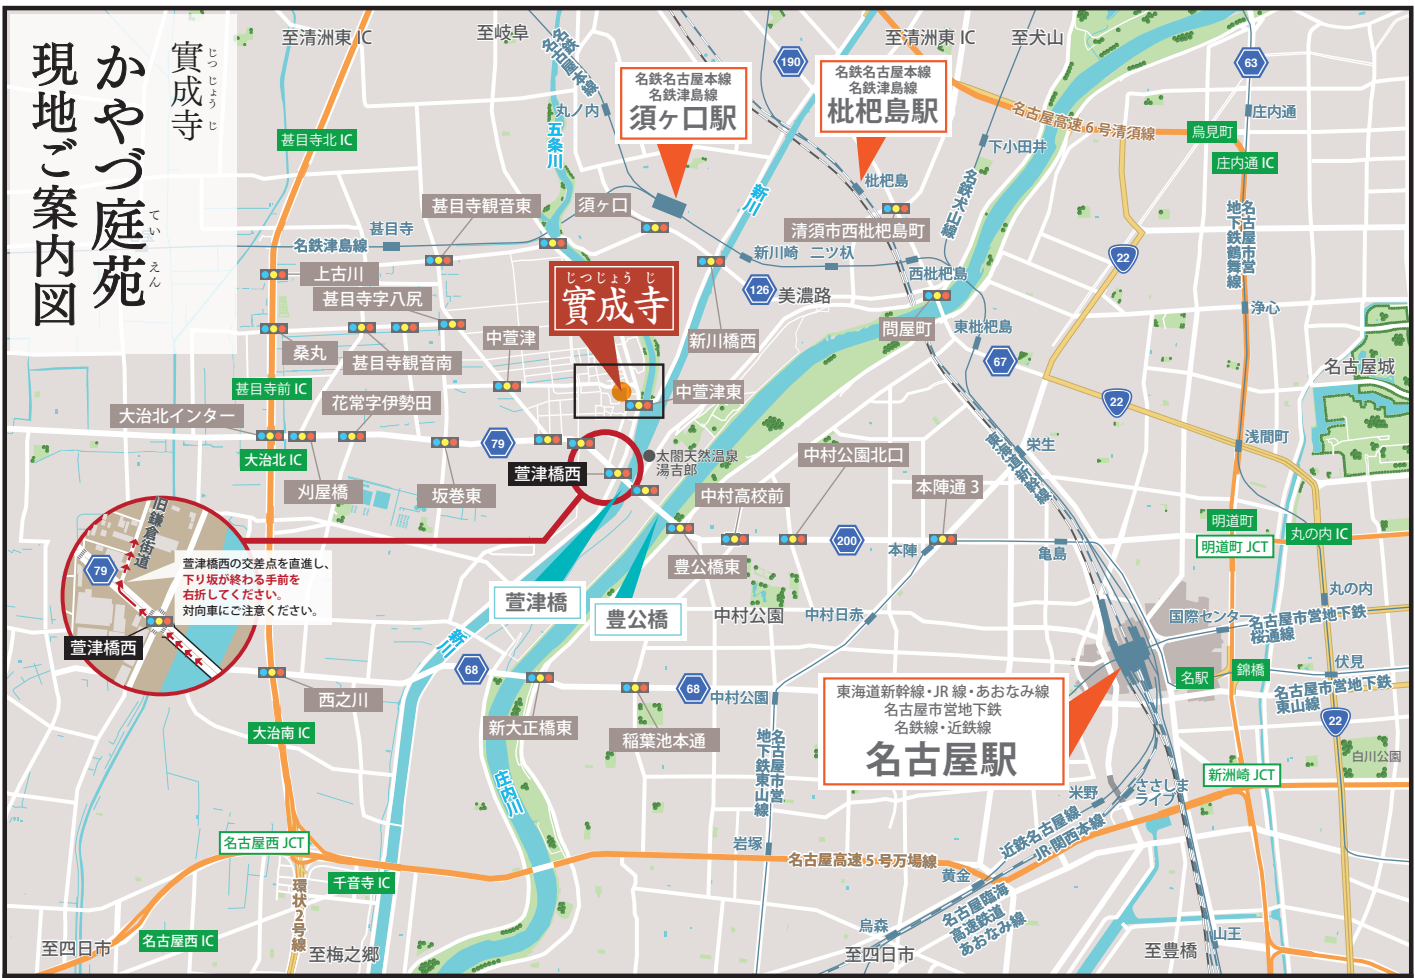 實成寺
じつ じょう じ
かやづ庭苑
てい えん
現地ご案内図
至清洲東 IC
至岐阜
名鉄名古屋本線
丸ノ内
五条川
190
名鉄名古屋本線
名鉄津島線
須ヶ口駅
名鉄名古屋本線
名鉄津島線
枇杷島駅
至清洲東 IC
至犬山
63
名古屋高速 6 号清須線
庄内通
鳥見町
庄内通 IC
下小田井
甚目寺北 IC
枇杷島
名鉄犬山線
新川
甚目寺観音東
須ヶ口
甚目寺
名鉄津島線
清須市西枇杷島町
名古屋市営
地下鉄鶴舞線
新川崎
二ツ杁
西枇杷島
22
上古川
甚目寺字八尻
じつじょう じ
實成寺
126
美濃路
浄心
桑丸
甚目寺観音南
中萱津
新川橋西
問屋町
東枇杷島
67
名古屋城
甚目寺前 IC
花常字伊勢田
中萱津東
22
大治北インター
79
浅間町
大治北 IC
萱津橋西
太閤天然温泉
湯吉郎
中村公園北口
東海道新幹線
栄生
刈屋橋
坂巻東
中村高校前
本陣通 3
明道町
丸の内 IC
明道町 JCT
旧鎌倉街道
200
本陣
亀島
豊公橋東
79
萱津橋西の交差点を直進し、
下り坂が終わる手前を
右折してください。
対向車にご注意ください。
萱津橋
豊公橋
中村公園
中村日赤
丸の内
国際センター
名古屋市営地下鉄
桜通線
萱津橋西
新川
68
68
中村公園
名駅
錦橋
伏見
名古屋市営地下鉄
東山線
西之川
新大正橋東
稲葉池本通
東海道新幹線・JR 線・あおなみ線
名古屋市営地下鉄
名鉄線・近鉄線
名古屋駅
22
大治南 IC
名古屋市営
地下鉄東山線
白川公園
庄内川
新洲崎 JCT
米野
ささしま
ライブ
近鉄名古屋線
JR 関西本線
名古屋西 JCT
岩塚
名古屋高速 5 号万場線
千音寺 IC
黄金
環状 2 号線
名古屋臨海
高速鉄道
あおなみ線
名古屋西 IC
烏森
山王
至四日市
至梅之郷
至四日市
至豊橋